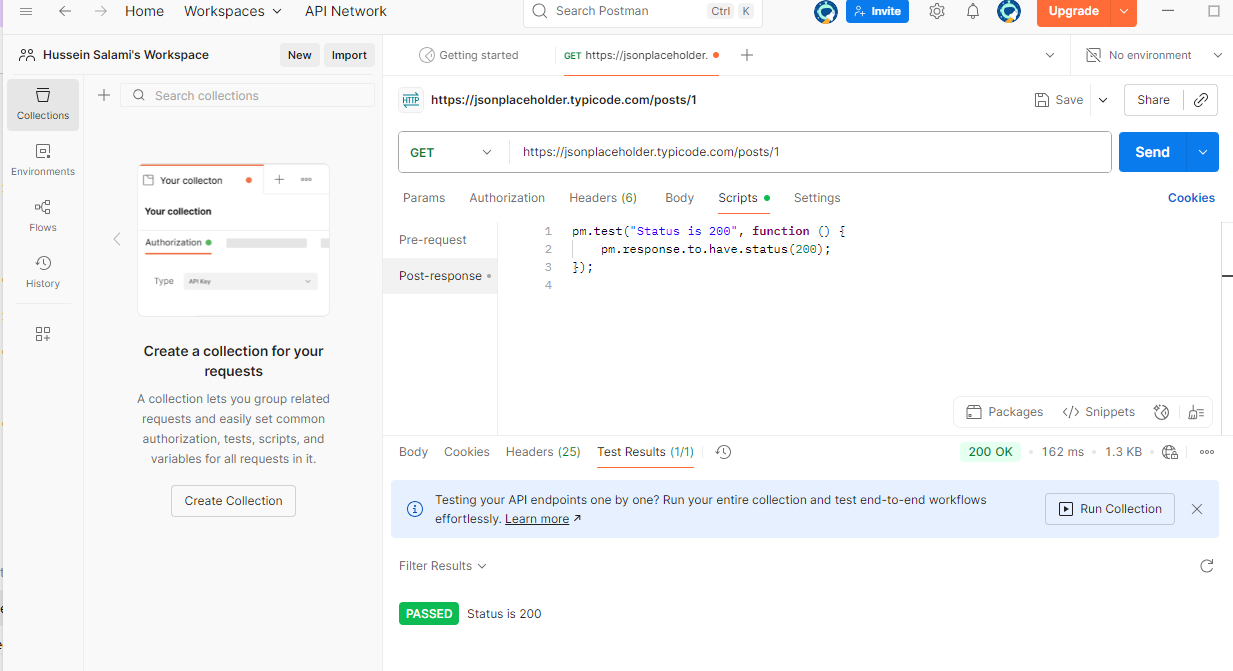 Home Workspaces API Network Search Postman Ctrl K Invite Upgrade
Hussein Salami's Workspace New Import Getting started GET https://jsonplaceholder. No environment
Collections
Environments
Flows
History
Search collections
Your collecton
Your collection
Authorization
Type API Key
Create a collection for your
requests
A collection lets you group related
requests and easily set common
authorization, tests, scripts, and
variables for all requests in it.
Create Collection
HTTP https://jsonplaceholder.typicode.com/posts/1 Save Share
GET https://jsonplaceholder.typicode.com/posts/1 Send
Params Authorization Headers (6) Body Scripts Settings Cookies
Pre-request
Post-response
1 pm.test("Status is 200", function () {
2 pm.response.to.have.status(200);
3 });
4
Packages </> Snippets
Body Cookies Headers (25) Test Results (1/1) 200 OK 162 ms 1.3 KB
Testing your API endpoints one by one? Run your entire collection and test end-to-end workflows
effortlessly. Learn more
Run Collection
Filter Results
PASSED Status is 200